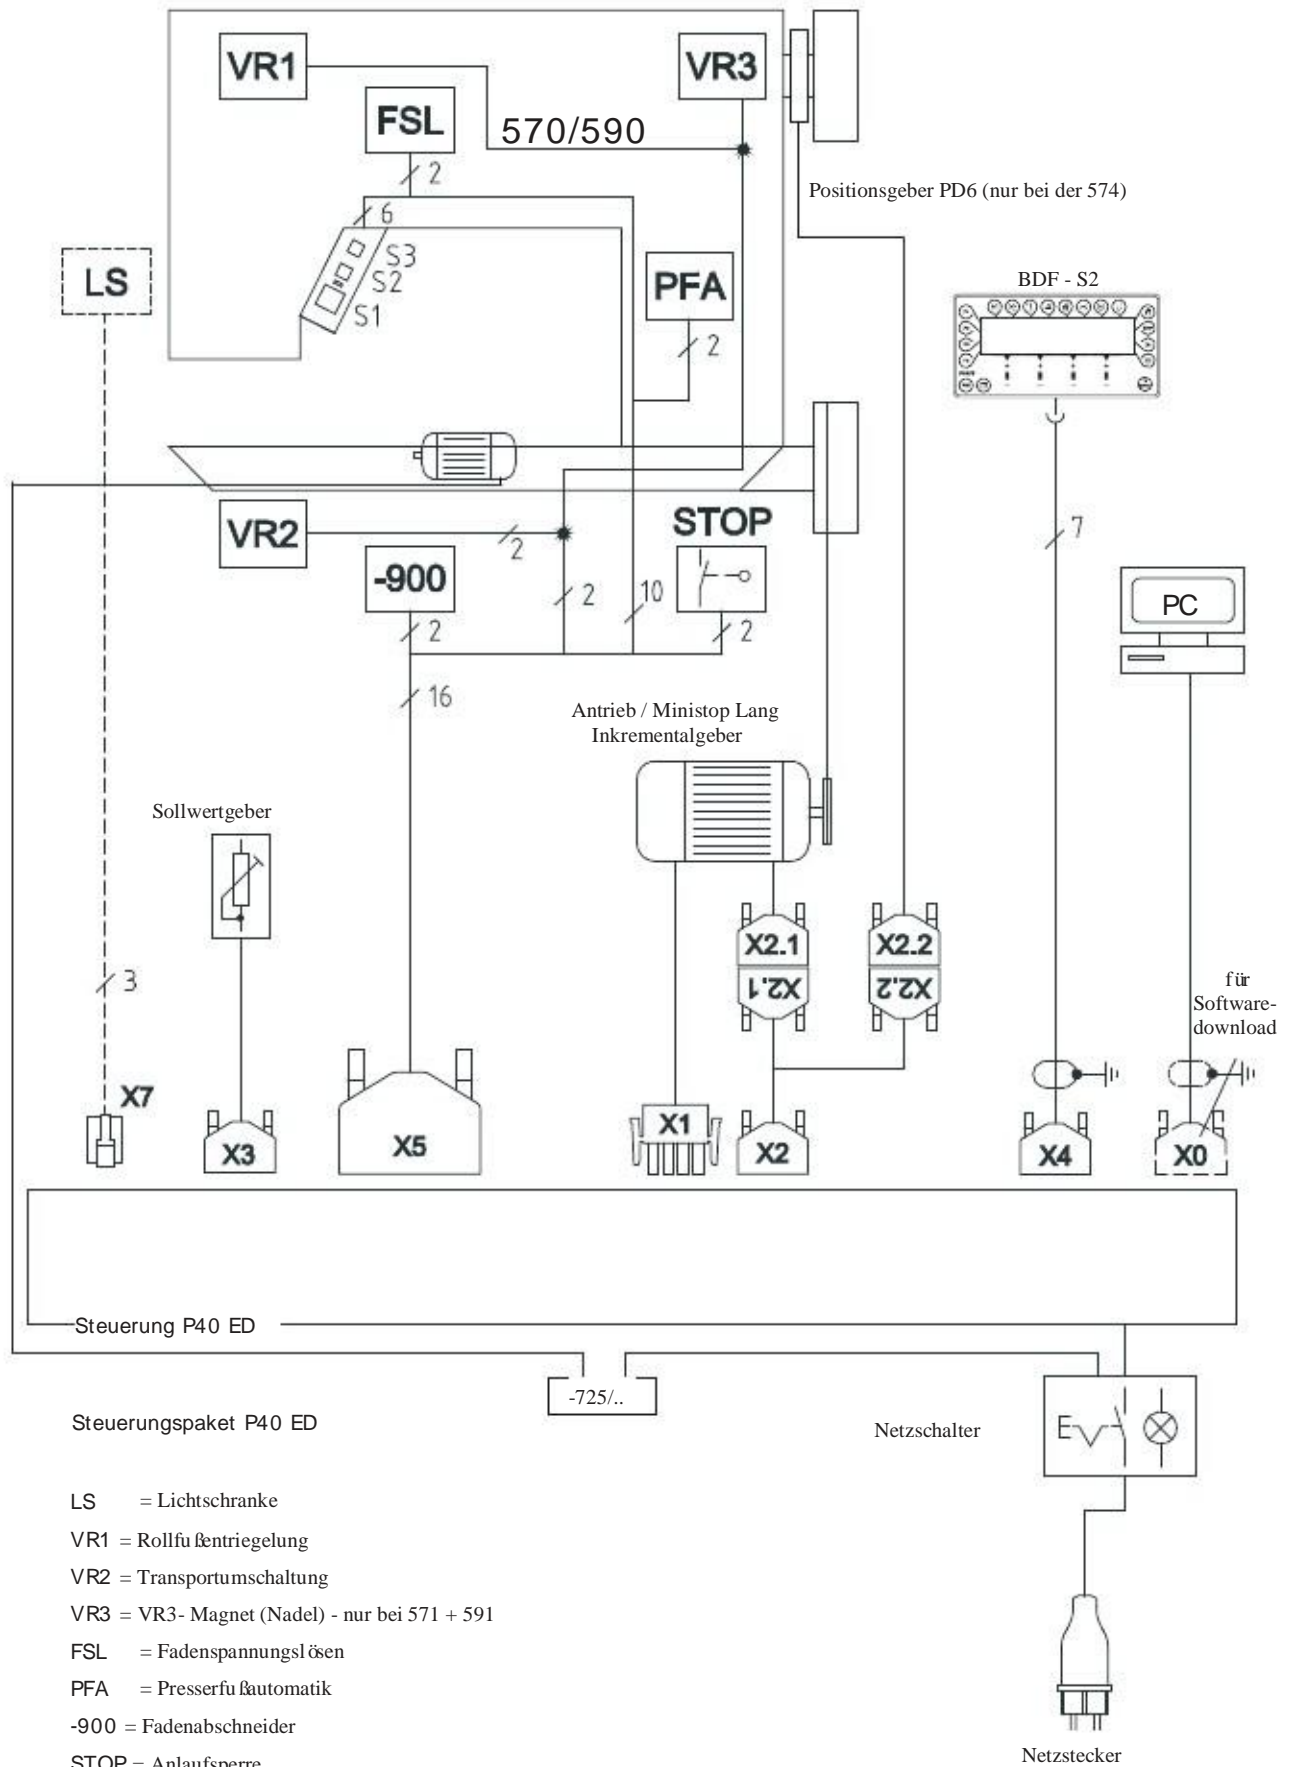 VR1
VR3
FSL
570/590
2
Positionsgeber PD6 (nur bei der 574)
6
S3
S2
S1
LS
PFA
BDF - S2
2
VR2
2
STOP
7
-900
2
10
PC
2
2
16
Antrieb / Ministop Lang
Inkrementalgeber
Sollwertgeber
X2.1
X2.2
X2.1
X2.2
3
für
Software-
download
X7
X3
X5
X1
X2
X4
X0
Steuerung P40 ED
-725/..
Steuerungspaket P40 ED
Netzschalter
E
LS = Lichtschranke
VR1 = Rollfußentriegelung
VR2 = Transportumschaltung
VR3 = VR3- Magnet (Nadel) - nur bei 571 + 591
FSL = Fadenspannungslösen
PFA = Presserfußautomatik
-900 = Fadenabschneider
STOP = Anlaufsperre
Netzstecker